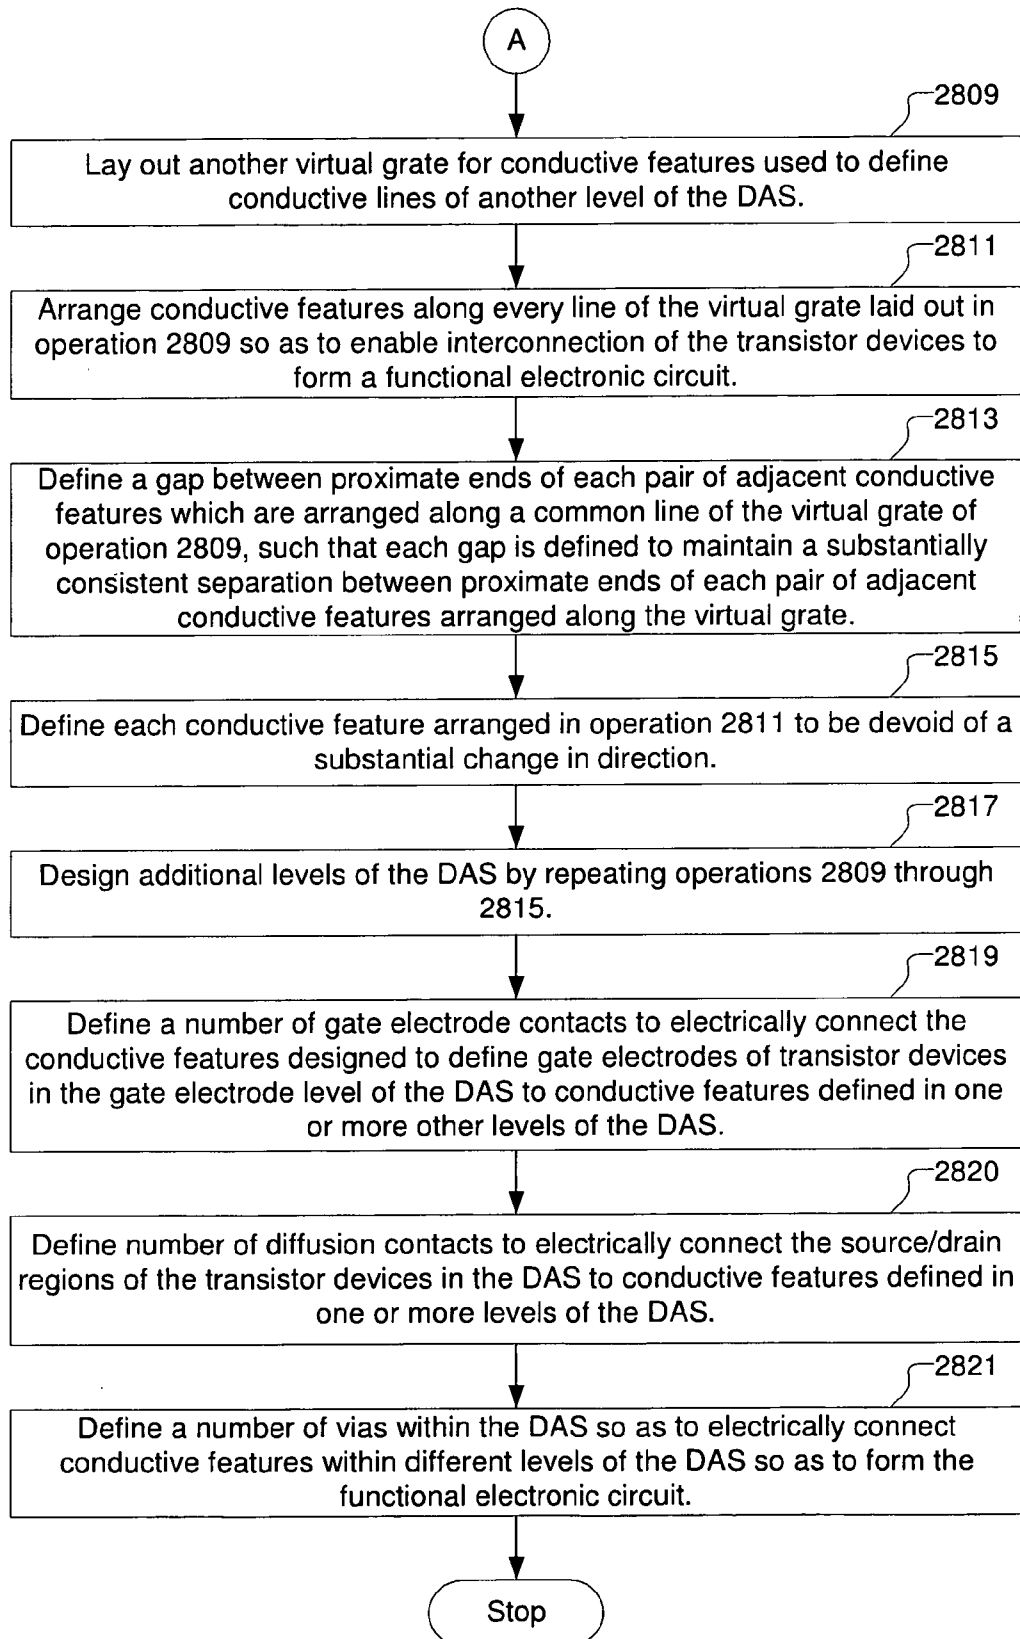 A
2809
Lay out another virtual grate for conductive features used to define
conductive lines of another level of the DAS.
2811
Arrange conductive features along every line of the virtual grate laid out in
operation 2809 so as to enable interconnection of the transistor devices to
form a functional electronic circuit.
2813
Define a gap between proximate ends of each pair of adjacent conductive
features which are arranged along a common line of the virtual grate of
operation 2809, such that each gap is defined to maintain a substantially
consistent separation between proximate ends of each pair of adjacent
conductive features arranged along the virtual grate.
2815
Define each conductive feature arranged in operation 2811 to be devoid of a
substantial change in direction.
2817
Design additional levels of the DAS by repeating operations 2809 through
2815.
2819
Define a number of gate electrode contacts to electrically connect the
conductive features designed to define gate electrodes of transistor devices
in the gate electrode level of the DAS to conductive features defined in one
or more other levels of the DAS.
2820
Define number of diffusion contacts to electrically connect the source/drain
regions of the transistor devices in the DAS to conductive features defined in
one or more levels of the DAS.
2821
Define a number of vias within the DAS so as to electrically connect
conductive features within different levels of the DAS so as to form the
functional electronic circuit.
Stop